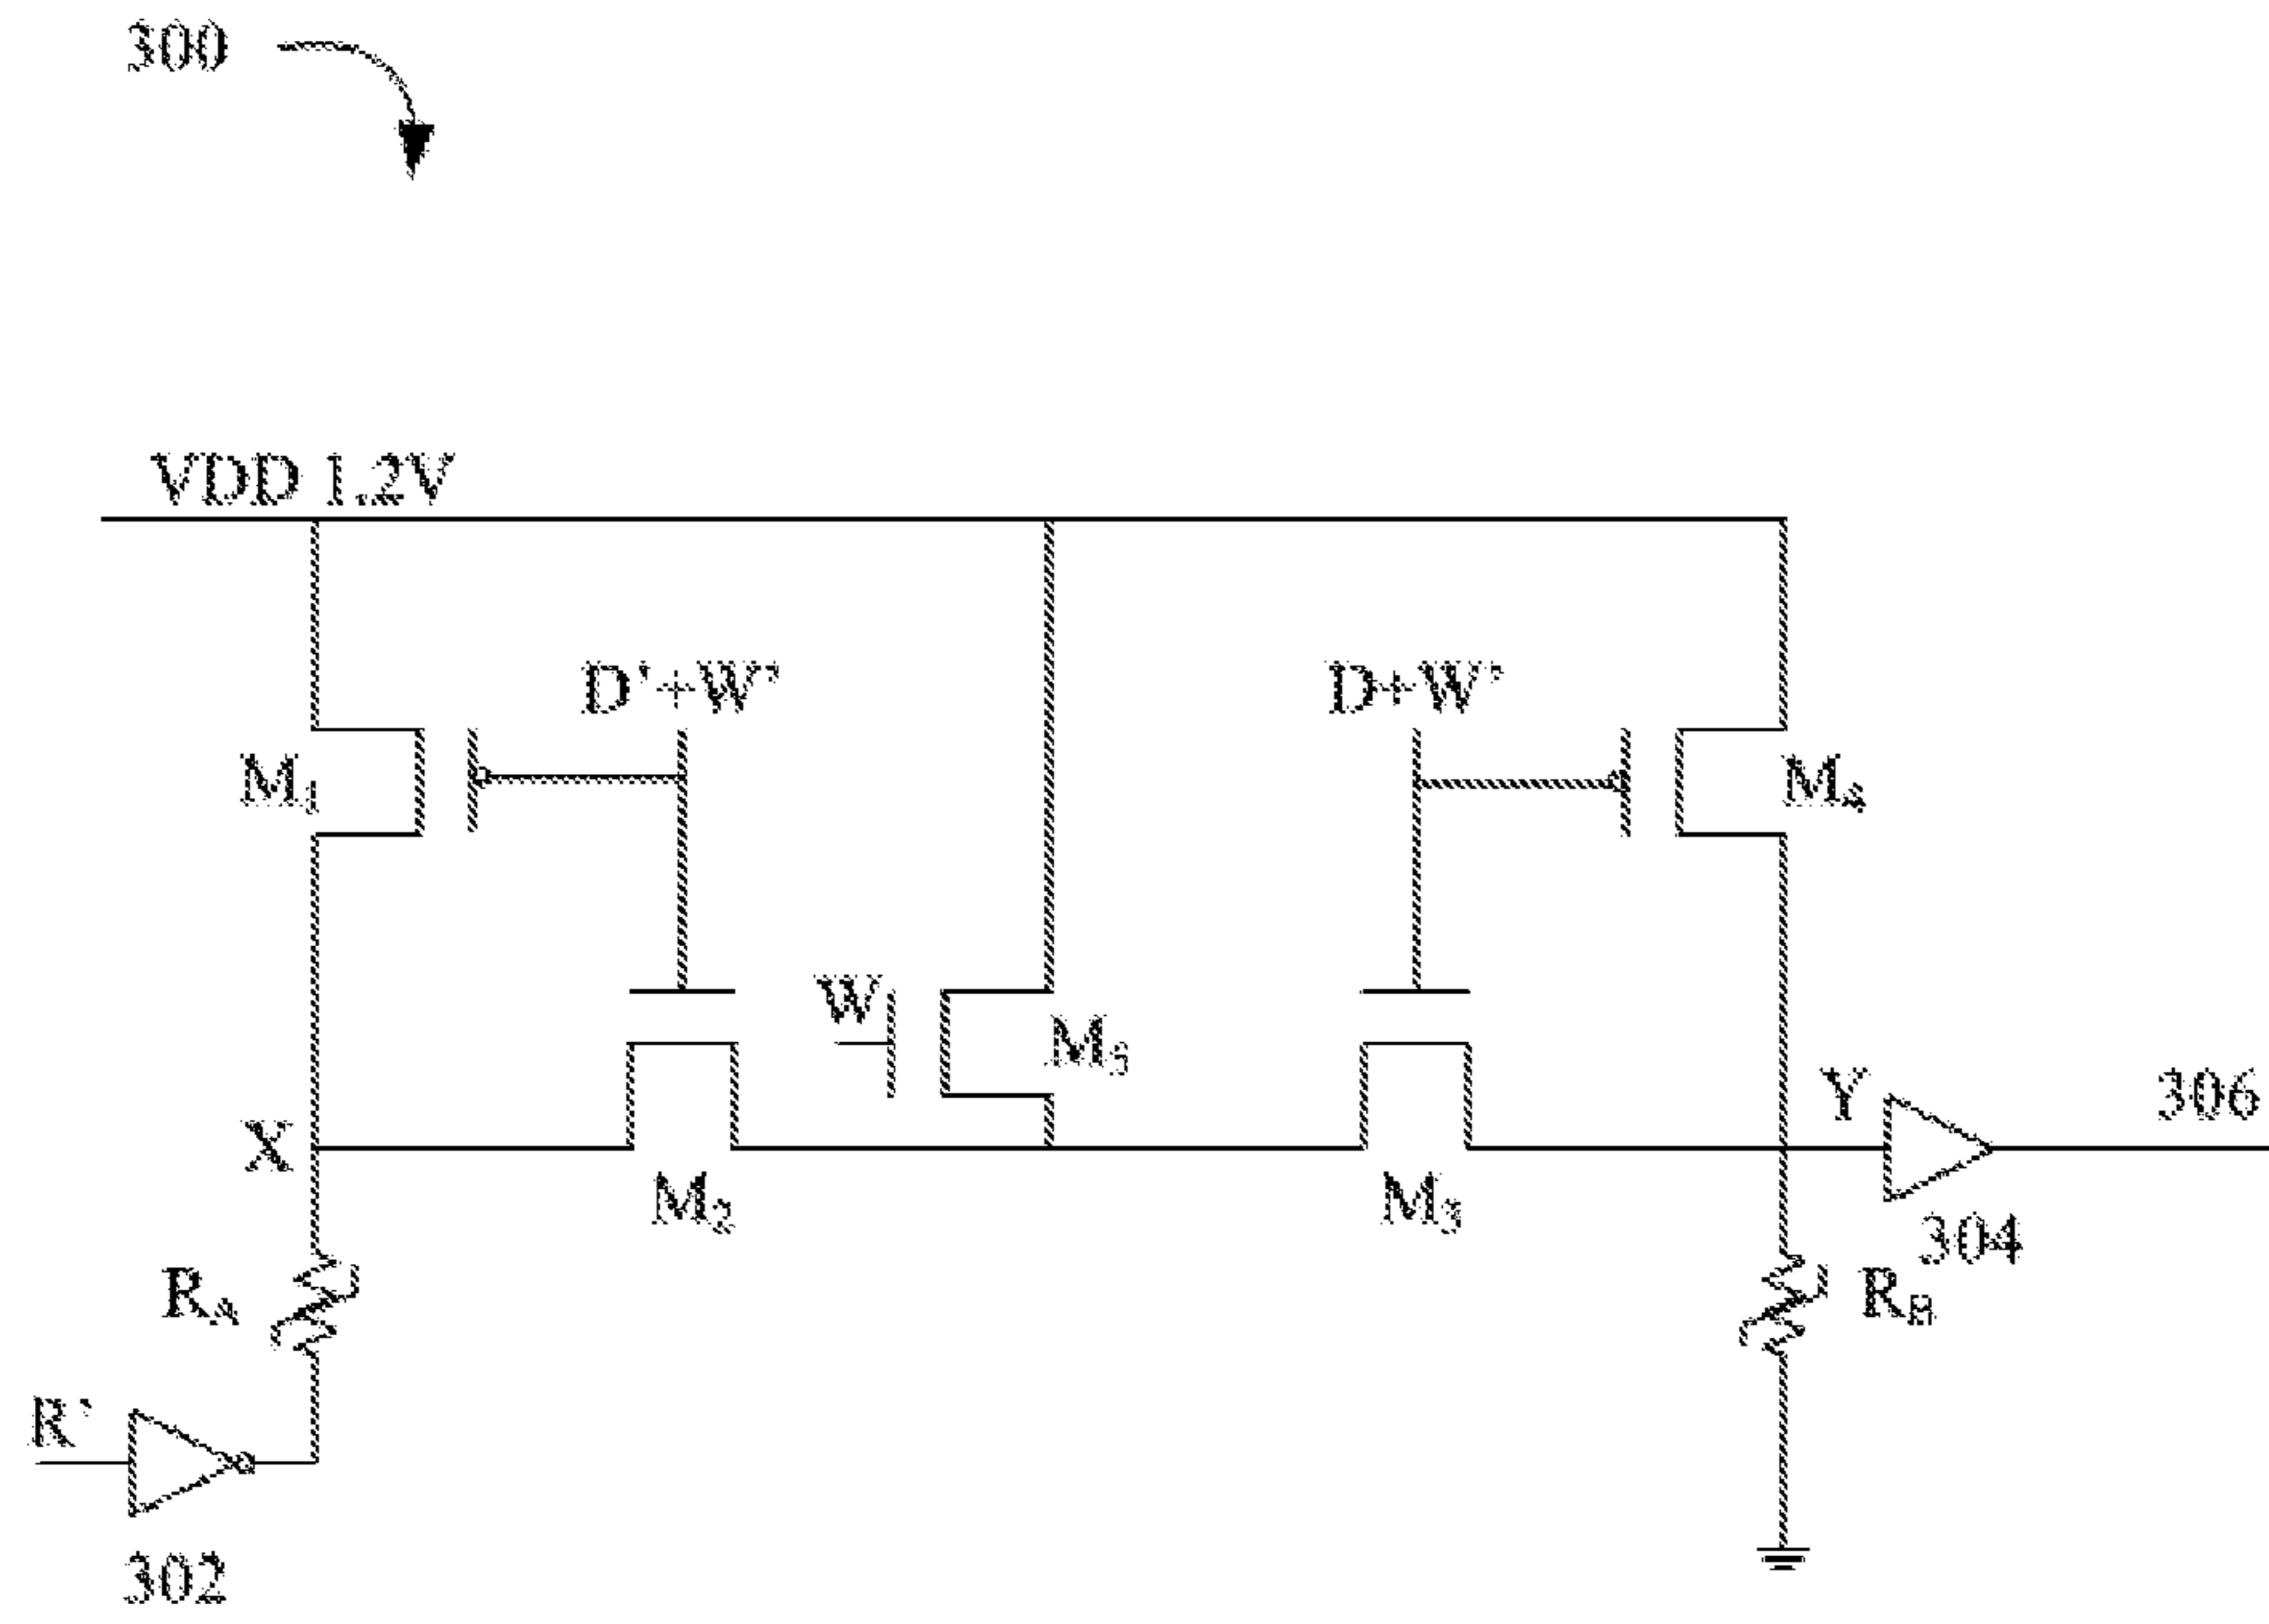 300
VDD 1.2V
D'+W'
D+W'
M1
M4
W
M5
X
M2
M3
Y
306
304
RA
RB
R'
302